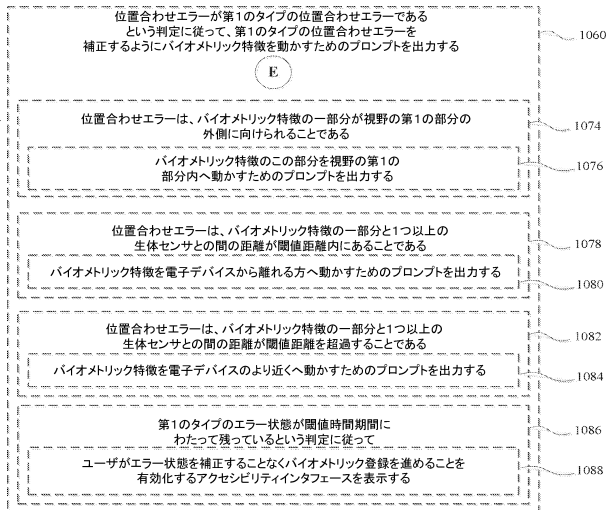 位置合わせエラーが第１のタイプの位置合わせエラーである
という判定に従って、第１のタイプの位置合わせエラーを
補正するようにバイオメトリック特徴を動かすためのプロンプトを出力する
1060
E
位置合わせエラーは、バイオメトリック特徴の一部分が視野の第１の部分の
外側に向けられることである
1074
バイオメトリック特徴のこの部分を視野の第１の
部分内へ動かすためのプロンプトを出力する
1076
位置合わせエラーは、バイオメトリック特徴の一部分と１つ以上の
生体センサとの間の距離が閾値距離内にあることである
1078
バイオメトリック特徴を電子デバイスから離れる方へ動かすためのプロンプトを出力する
1080
位置合わせエラーは、バイオメトリック特徴の一部分と１つ以上の
生体センサとの間の距離が閾値距離を超過することである
1082
バイオメトリック特徴を電子デバイスのより近くへ動かすためのプロンプトを出力する
1084
第１のタイプのエラー状態が閾値時間期間に
わたって残っているという判定に従って
1086
ユーザがエラー状態を補正することなくバイオメトリック登録を進めることを
有効化するアクセシビリティインタフェースを表示する
1088